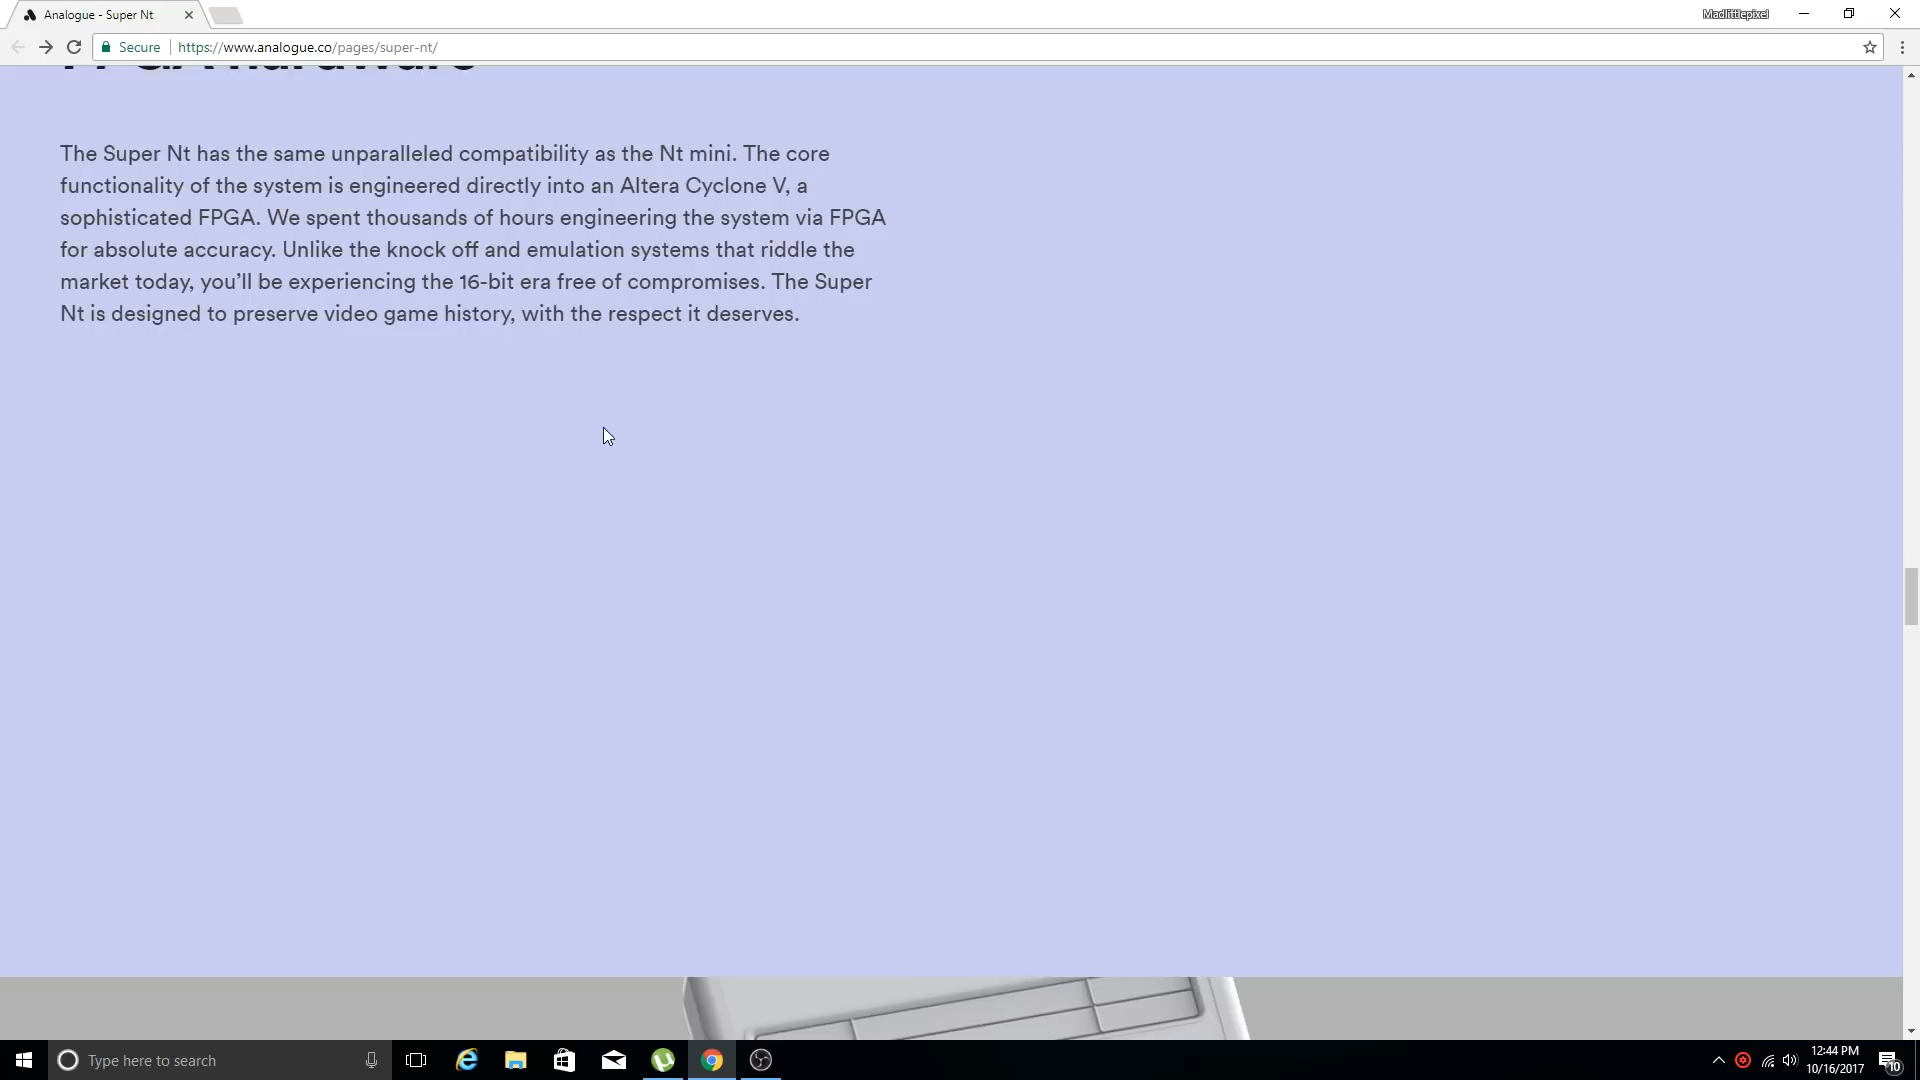 Analogue - Super Nt
Madlittlepixel
Secure
https://www.analogue.co/pages/super-nt/
FPGA hardware
The Super Nt has the same unparalleled compatibility as the Nt mini. The core
functionality of the system is engineered directly into an Altera Cyclone V, a
sophisticated FPGA. We spent thousands of hours engineering the system via FPGA
for absolute accuracy. Unlike the knock off and emulation systems that riddle the
market today, you’ll be experiencing the 16-bit era free of compromises. The Super
Nt is designed to preserve video game history, with the respect it deserves.
Type here to search
12:44 PM
10/16/2017
10